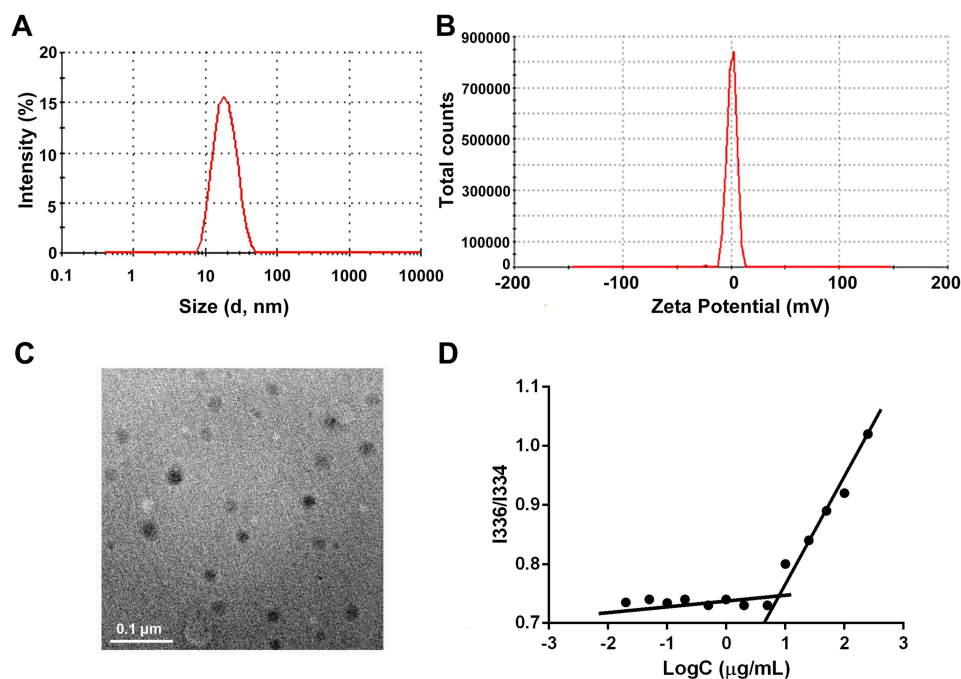 A
20
15
10
5
0
0.1 1 10 100 1000 10000
Intensity (%)
Size (d, nm)
B
900000
700000
500000
300000
100000
0
-200 -100 0 100 200
Total counts
Zeta Potential (mV)
C
0.1 μm
D
1.1
1.0
0.9
0.8
0.7
-3 -2 -1 0 1 2 3
I336/I334
LogC (μg/mL)